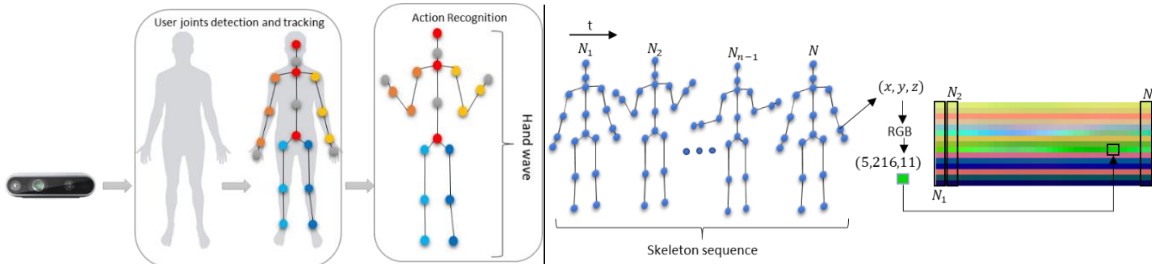 User joints detection and tracking
Action Recognition
Hand wave
t
N₁
N₂
Nₙ₋₁
N
Skeleton sequence
(x, y, z)
RGB
(5,216,11)
N₁
N₂
N